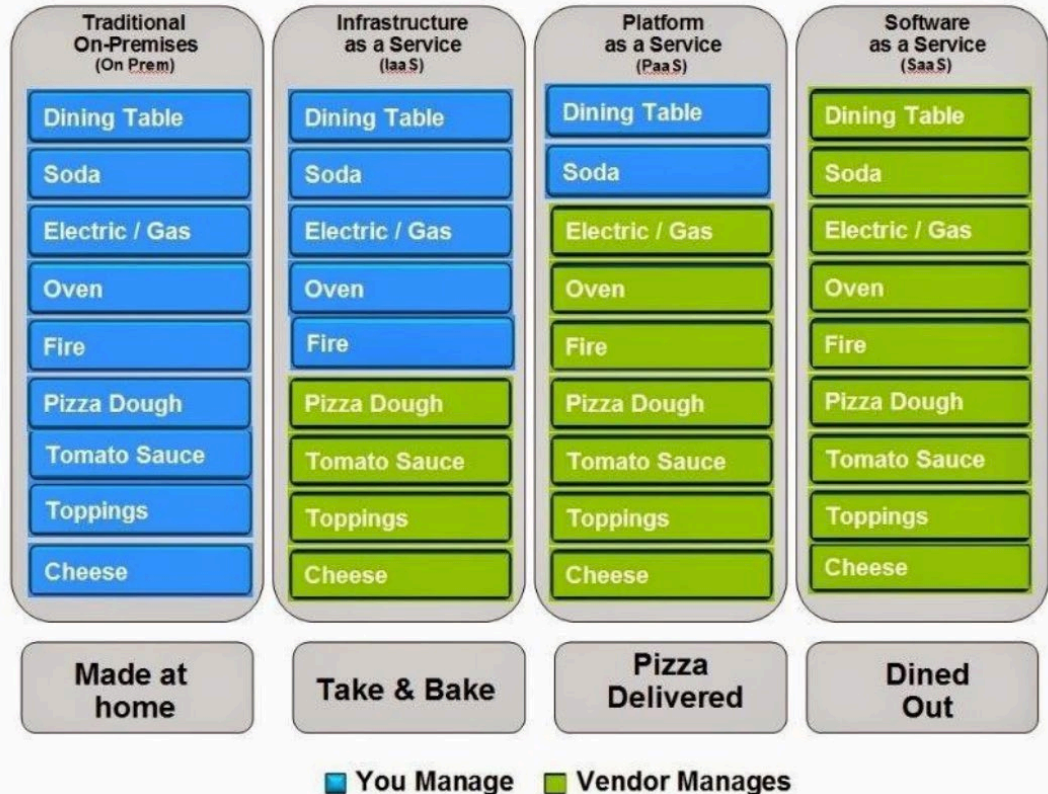 Traditional
On-Premises
(On Prem)
Dining Table
Soda
Electric / Gas
Oven
Fire
Pizza Dough
Tomato Sauce
Toppings
Cheese
Made at
home
Infrastructure
as a Service
(IaaS)
Dining Table
Soda
Electric / Gas
Oven
Fire
Pizza Dough
Tomato Sauce
Toppings
Cheese
Take & Bake
Platform
as a Service
(PaaS)
Dining Table
Soda
Electric / Gas
Oven
Fire
Pizza Dough
Tomato Sauce
Toppings
Cheese
Pizza
Delivered
Software
as a Service
(SaaS)
Dining Table
Soda
Electric / Gas
Oven
Fire
Pizza Dough
Tomato Sauce
Toppings
Cheese
Dined
Out
You Manage
Vendor Manages